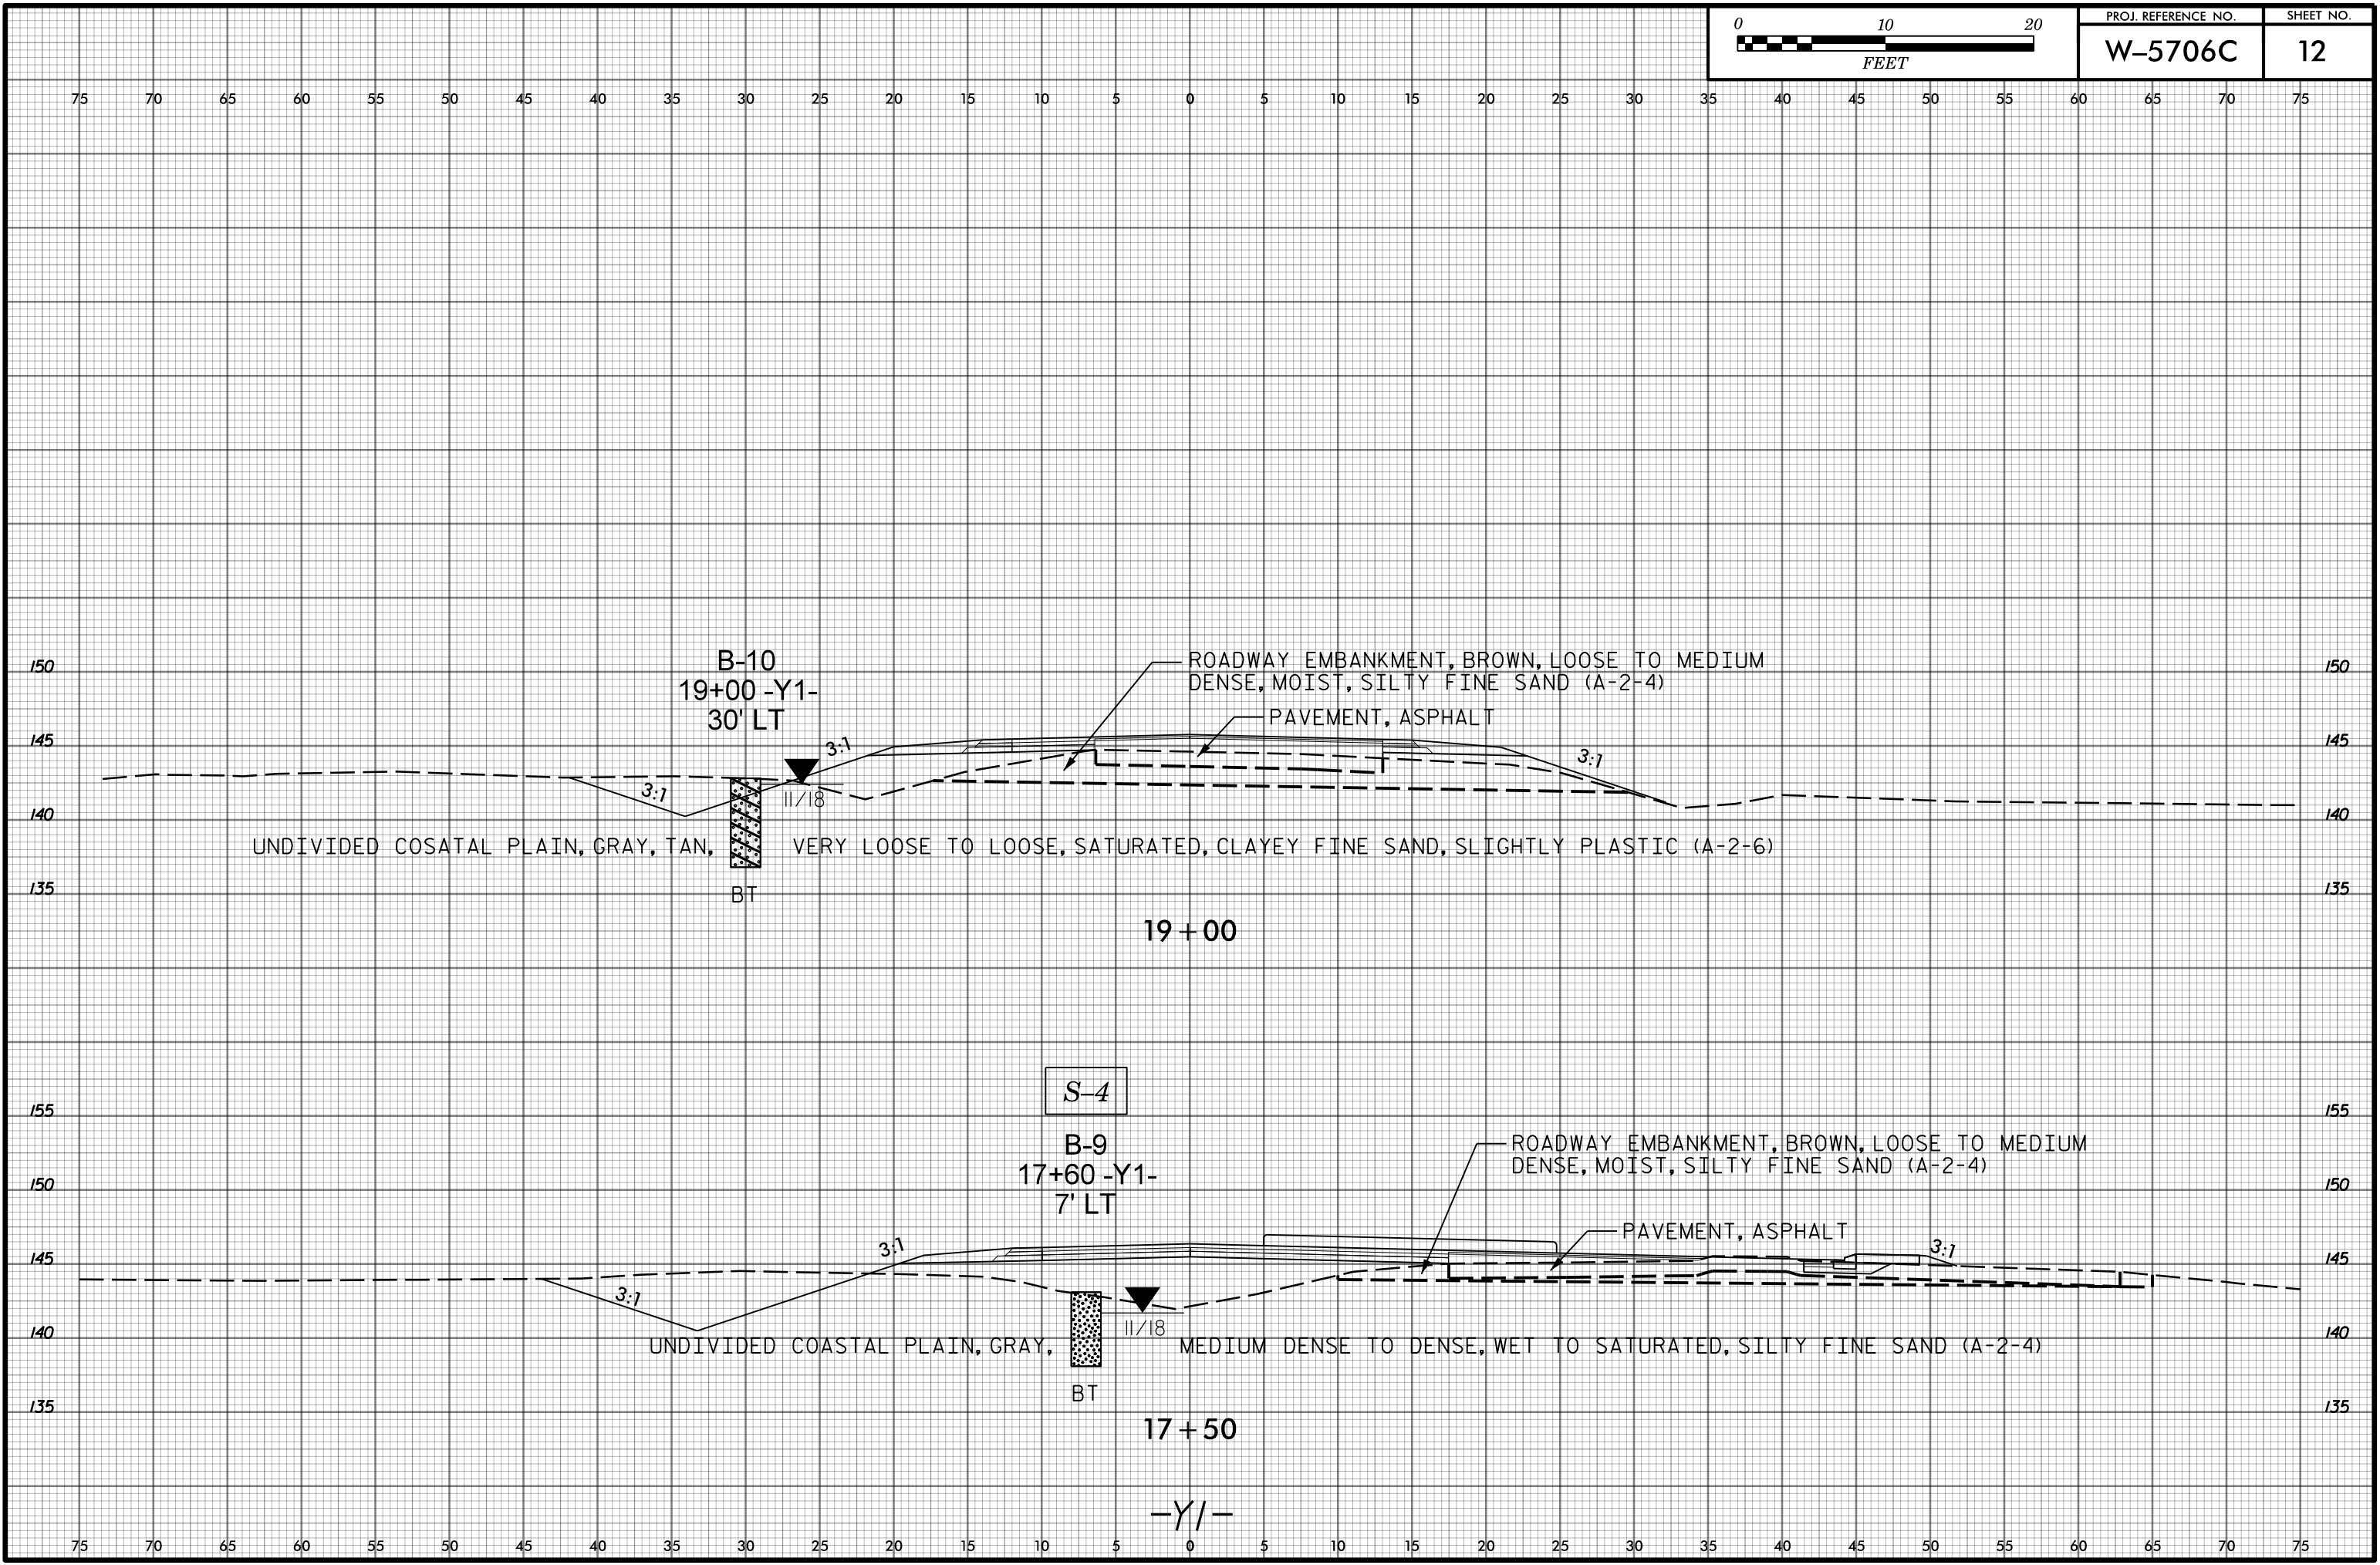 0 10 20
FEET
PROJ. REFERENCE NO.
W-5706C
SHEET NO.
12
75 70 65 60 55 50 45 40 35 30 25 20 15 10 5 0 5 10 15 20 25 30 35 40 45 50 55 60 65 70 75
B-10
19+00 -Y1-
30' LT
ROADWAY EMBANKMENT, BROWN, LOOSE TO MEDIUM
DENSE, MOIST, SILTY FINE SAND (A-2-4)
PAVEMENT, ASPHALT
150 150
145 145
3:1 3:1
3:1
11/18
140 140
UNDIVIDED COSATAL PLAIN, GRAY, TAN, VERY LOOSE TO LOOSE, SATURATED, CLAYEY FINE SAND, SLIGHTLY PLASTIC (A-2-6)
135 135
BT
19+00
S-4
155 155
B-9
17+60 -Y1-
7' LT
ROADWAY EMBANKMENT, BROWN, LOOSE TO MEDIUM
DENSE, MOIST, SILTY FINE SAND (A-2-4)
150 150
PAVEMENT, ASPHALT
3:1 3:1
145 145
3:1
11/18
140 140
UNDIVIDED COASTAL PLAIN, GRAY, MEDIUM DENSE TO DENSE, WET TO SATURATED, SILTY FINE SAND (A-2-4)
BT
135 135
17+50
-Y1-
75 70 65 60 55 50 45 40 35 30 25 20 15 10 5 0 5 10 15 20 25 30 35 40 45 50 55 60 65 70 75